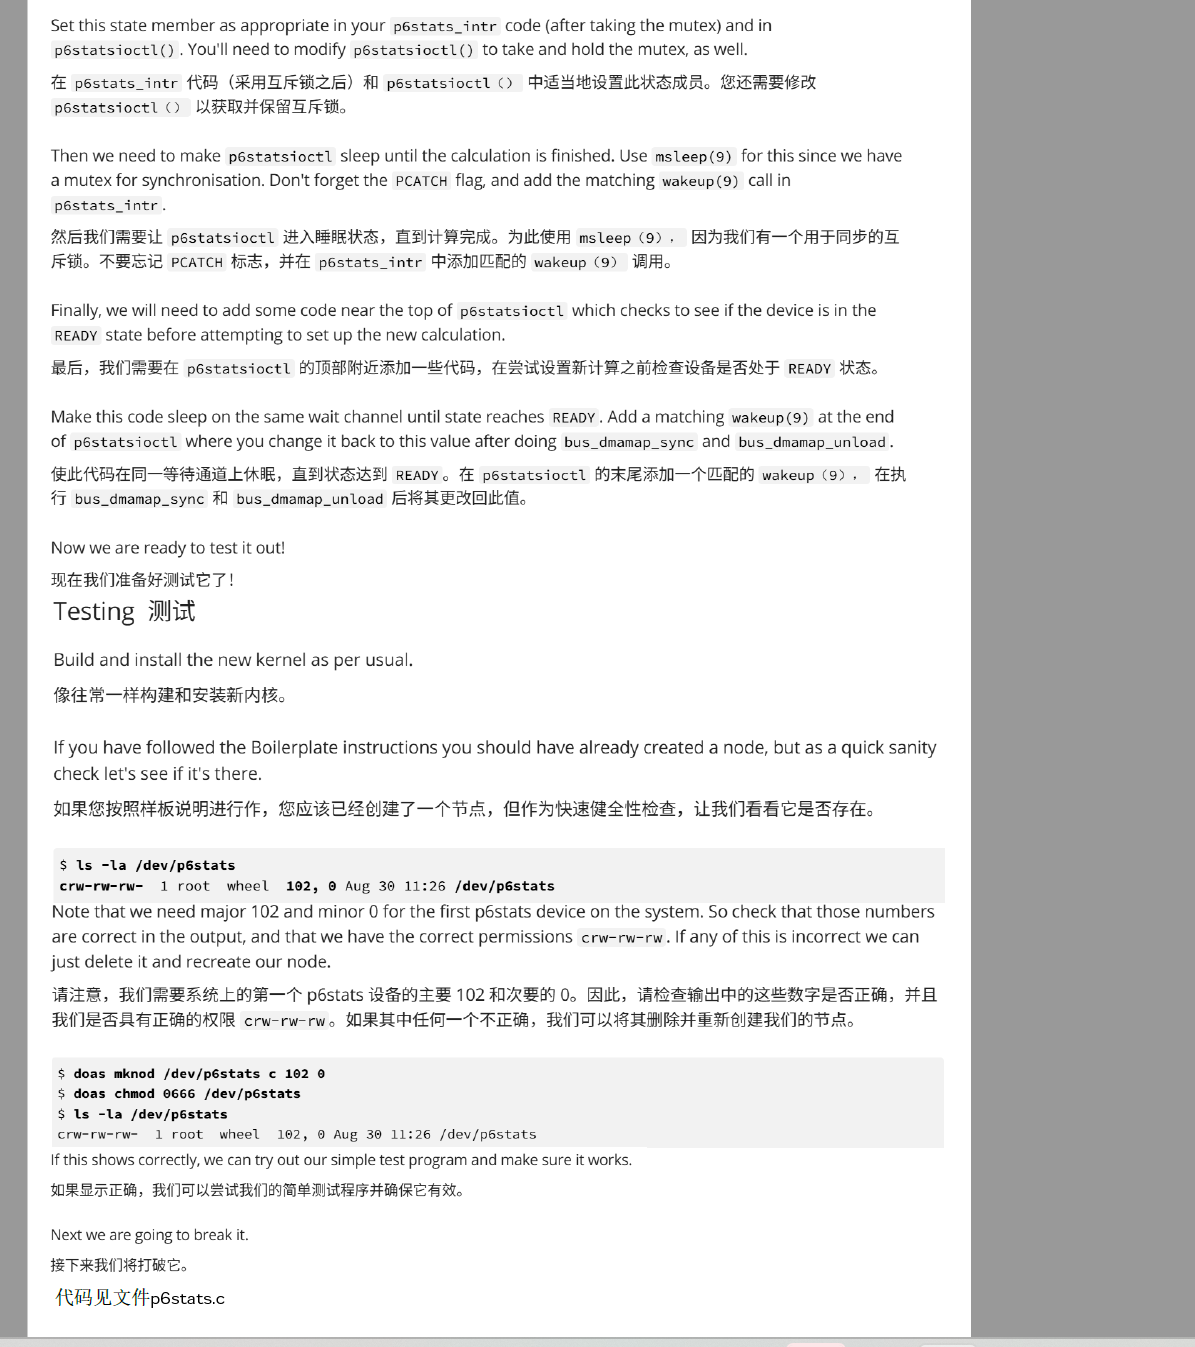 Set this state member as appropriate in your p6stats_intr code (after taking the mutex) and in
p6statsioctl() . You'll need to modify p6statsioctl() to take and hold the mutex, as well.
在 p6stats_intr 代码（采用互斥锁之后）和 p6statsioctl（） 中适当地设置此状态成员。您还需要修改
p6statsioctl（） 以获取并保留互斥锁。
Then we need to make p6statsioctl sleep until the calculation is finished. Use msleep(9) for this since we have
a mutex for synchronisation. Don't forget the PCATCH flag, and add the matching wakeup(9) call in
p6stats_intr .
然后我们需要让 p6statsioctl 进入睡眠状态，直到计算完成。为此使用 msleep（9）， 因为我们有一个用于同步的互
斥锁。不要忘记 PCATCH 标志，并在 p6stats_intr 中添加匹配的 wakeup（9） 调用。
Finally, we will need to add some code near the top of p6statsioctl which checks to see if the device is in the
READY state before attempting to set up the new calculation.
最后，我们需要在 p6statsioctl 的顶部附近添加一些代码，在尝试设置新计算之前检查设备是否处于 READY 状态。
Make this code sleep on the same wait channel until state reaches READY . Add a matching wakeup(9) at the end
of p6statsioctl where you change it back to this value after doing bus_dmamap_sync and bus_dmamap_unload .
使此代码在同一等待通道上休眠，直到状态达到 READY 。在 p6statsioctl 的末尾添加一个匹配的 wakeup（9）， 在执
行 bus_dmamap_sync 和 bus_dmamap_unload 后将其更改回此值。
Now we are ready to test it out!
现在我们准备好测试它了！
Testing 测试
Build and install the new kernel as per usual.
像往常一样构建和安装新内核。
If you have followed the Boilerplate instructions you should have already created a node, but as a quick sanity
check let's see if it's there.
如果您按照样板说明进行作，您应该已经创建了一个节点，但作为快速健全性检查，让我们看看它是否存在。
$ ls -la /dev/p6stats
crw-rw-rw- 1 root wheel 102, 0 Aug 30 11:26 /dev/p6stats
Note that we need major 102 and minor 0 for the first p6stats device on the system. So check that those numbers
are correct in the output, and that we have the correct permissions crw-rw-rw . If any of this is incorrect we can
just delete it and recreate our node.
请注意，我们需要系统上的第一个 p6stats 设备的主要 102 和次要的 0。因此，请检查输出中的这些数字是否正确，并且
我们是否具有正确的权限 crw-rw-rw 。如果其中任何一个不正确，我们可以将其删除并重新创建我们的节点。
$ doas mknod /dev/p6stats c 102 0
$ doas chmod 0666 /dev/p6stats
$ ls -la /dev/p6stats
crw-rw-rw- 1 root wheel 102, 0 Aug 30 11:26 /dev/p6stats
If this shows correctly, we can try out our simple test program and make sure it works.
如果显示正确，我们可以尝试我们的简单测试程序并确保它有效。
Next we are going to break it.
接下来我们将打破它。
代码见文件p6stats.c